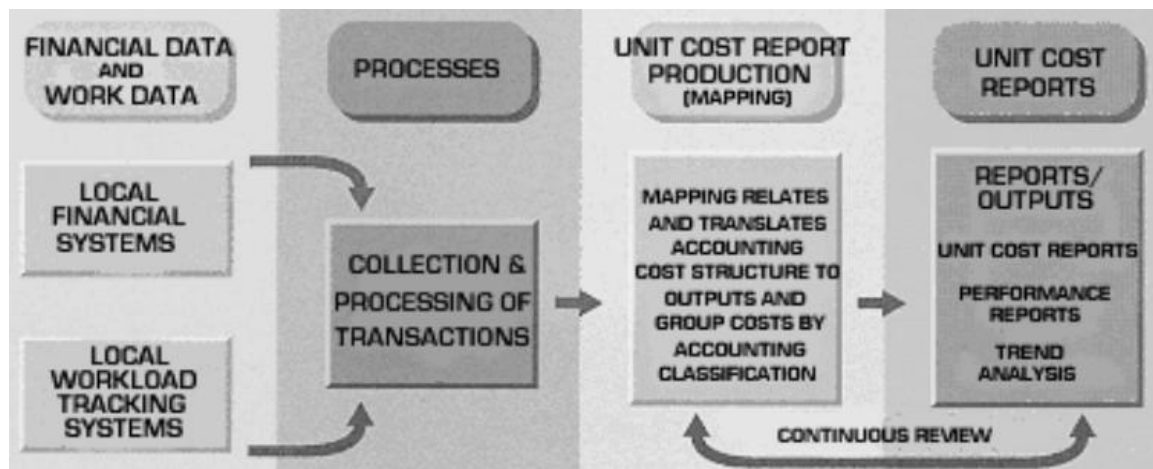 FINANCIAL DATA
AND
WORK DATA
PROCESSES
UNIT COST REPORT
PRODUCTION
(MAPPING)
UNIT COST
REPORTS
LOCAL
FINANCIAL
SYSTEMS
LOCAL
WORKLOAD
TRACKING
SYSTEMS
COLLECTION &
PROCESSING OF
TRANSACTIONS
MAPPING RELATES
AND TRANSLATES
ACCOUNTING
COST STRUCTURE TO
OUTPUTS AND
GROUP COSTS BY
ACCOUNTING
CLASSIFICATION
REPORTS/
OUTPUTS
UNIT COST REPORTS
PERFORMANCE
REPORTS
TREND
ANALYSIS
CONTINUOUS REVIEW